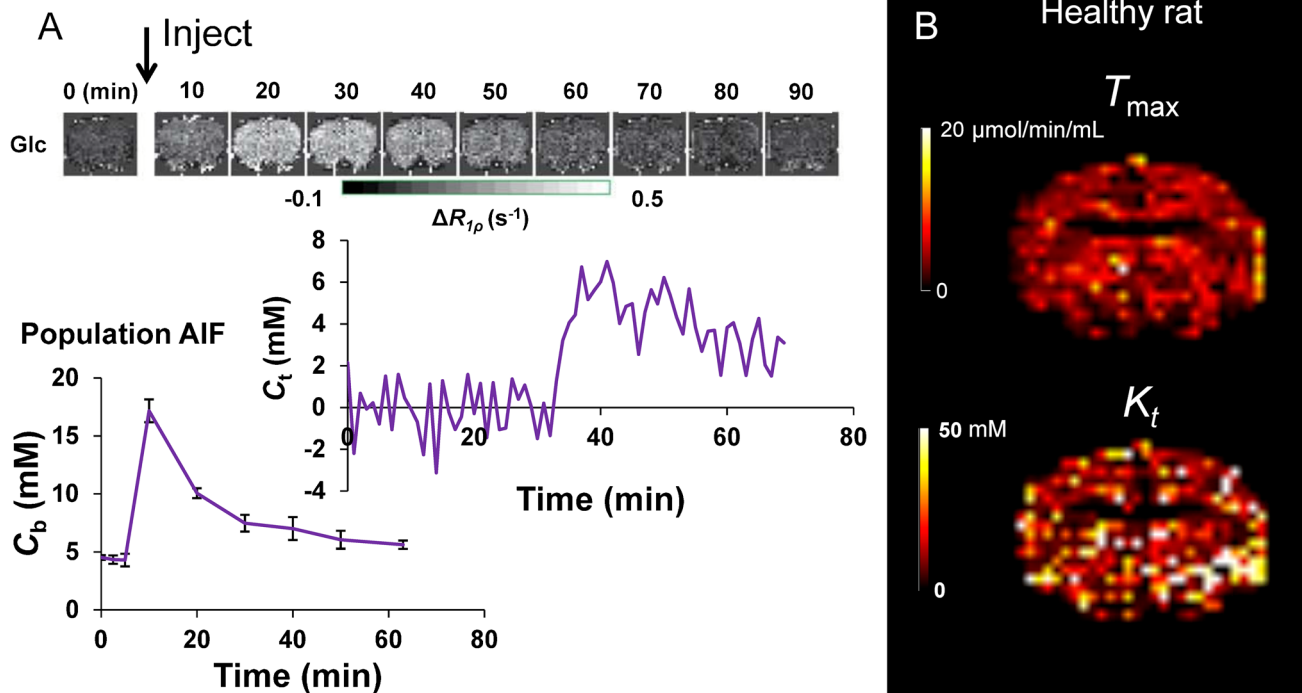 A
Inject
0 (min) 10 20 30 40 50 60 70 80 90
Glc
-0.1 0.5
ΔR1ρ (s-1)
8
6
4
2
0
-2
-4
Ct (mM)
0 20 40 60 80
Time (min)
Population AIF
20
15
10
5
0
Cb (mM)
0 20 40 60 80
Time (min)
B
Healthy rat
Tmax
20 µmol/min/mL
0
Kt
50 mM
0